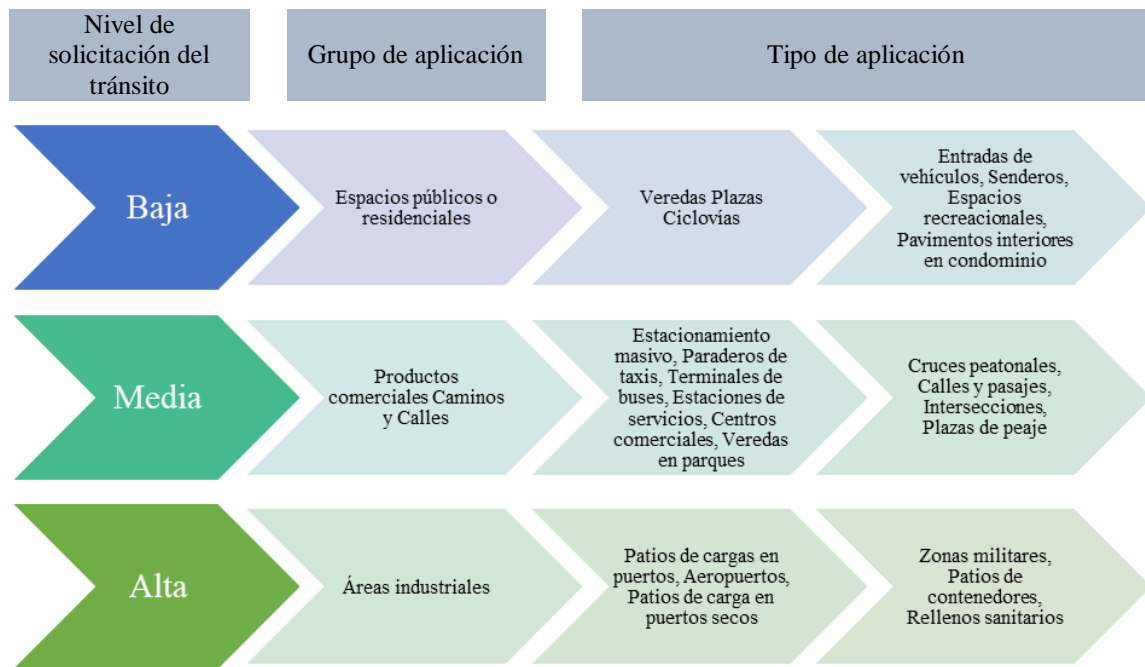 Nivel de
solicitación del
tránsito
Grupo de aplicación
Tipo de aplicación
Baja
Espacios públicos o
residenciales
Veredas Plazas
Ciclovías
Entradas de
vehículos, Senderos,
Espacios
recreacionales,
Pavimentos interiores
en condominio
Media
Productos
comerciales Caminos
y Calles
Estacionamiento
masivo, Paraderos de
taxis, Terminales de
buses, Estaciones de
servicios, Centros
comerciales, Veredas
en parques
Cruces peatonales,
Calles y pasajes,
Intersecciones,
Plazas de peaje
Alta
Áreas industriales
Patios de cargas en
puertos, Aeropuertos,
Patios de carga en
puertos secos
Zonas militares,
Patios de
contenedores,
Rellenos sanitarios